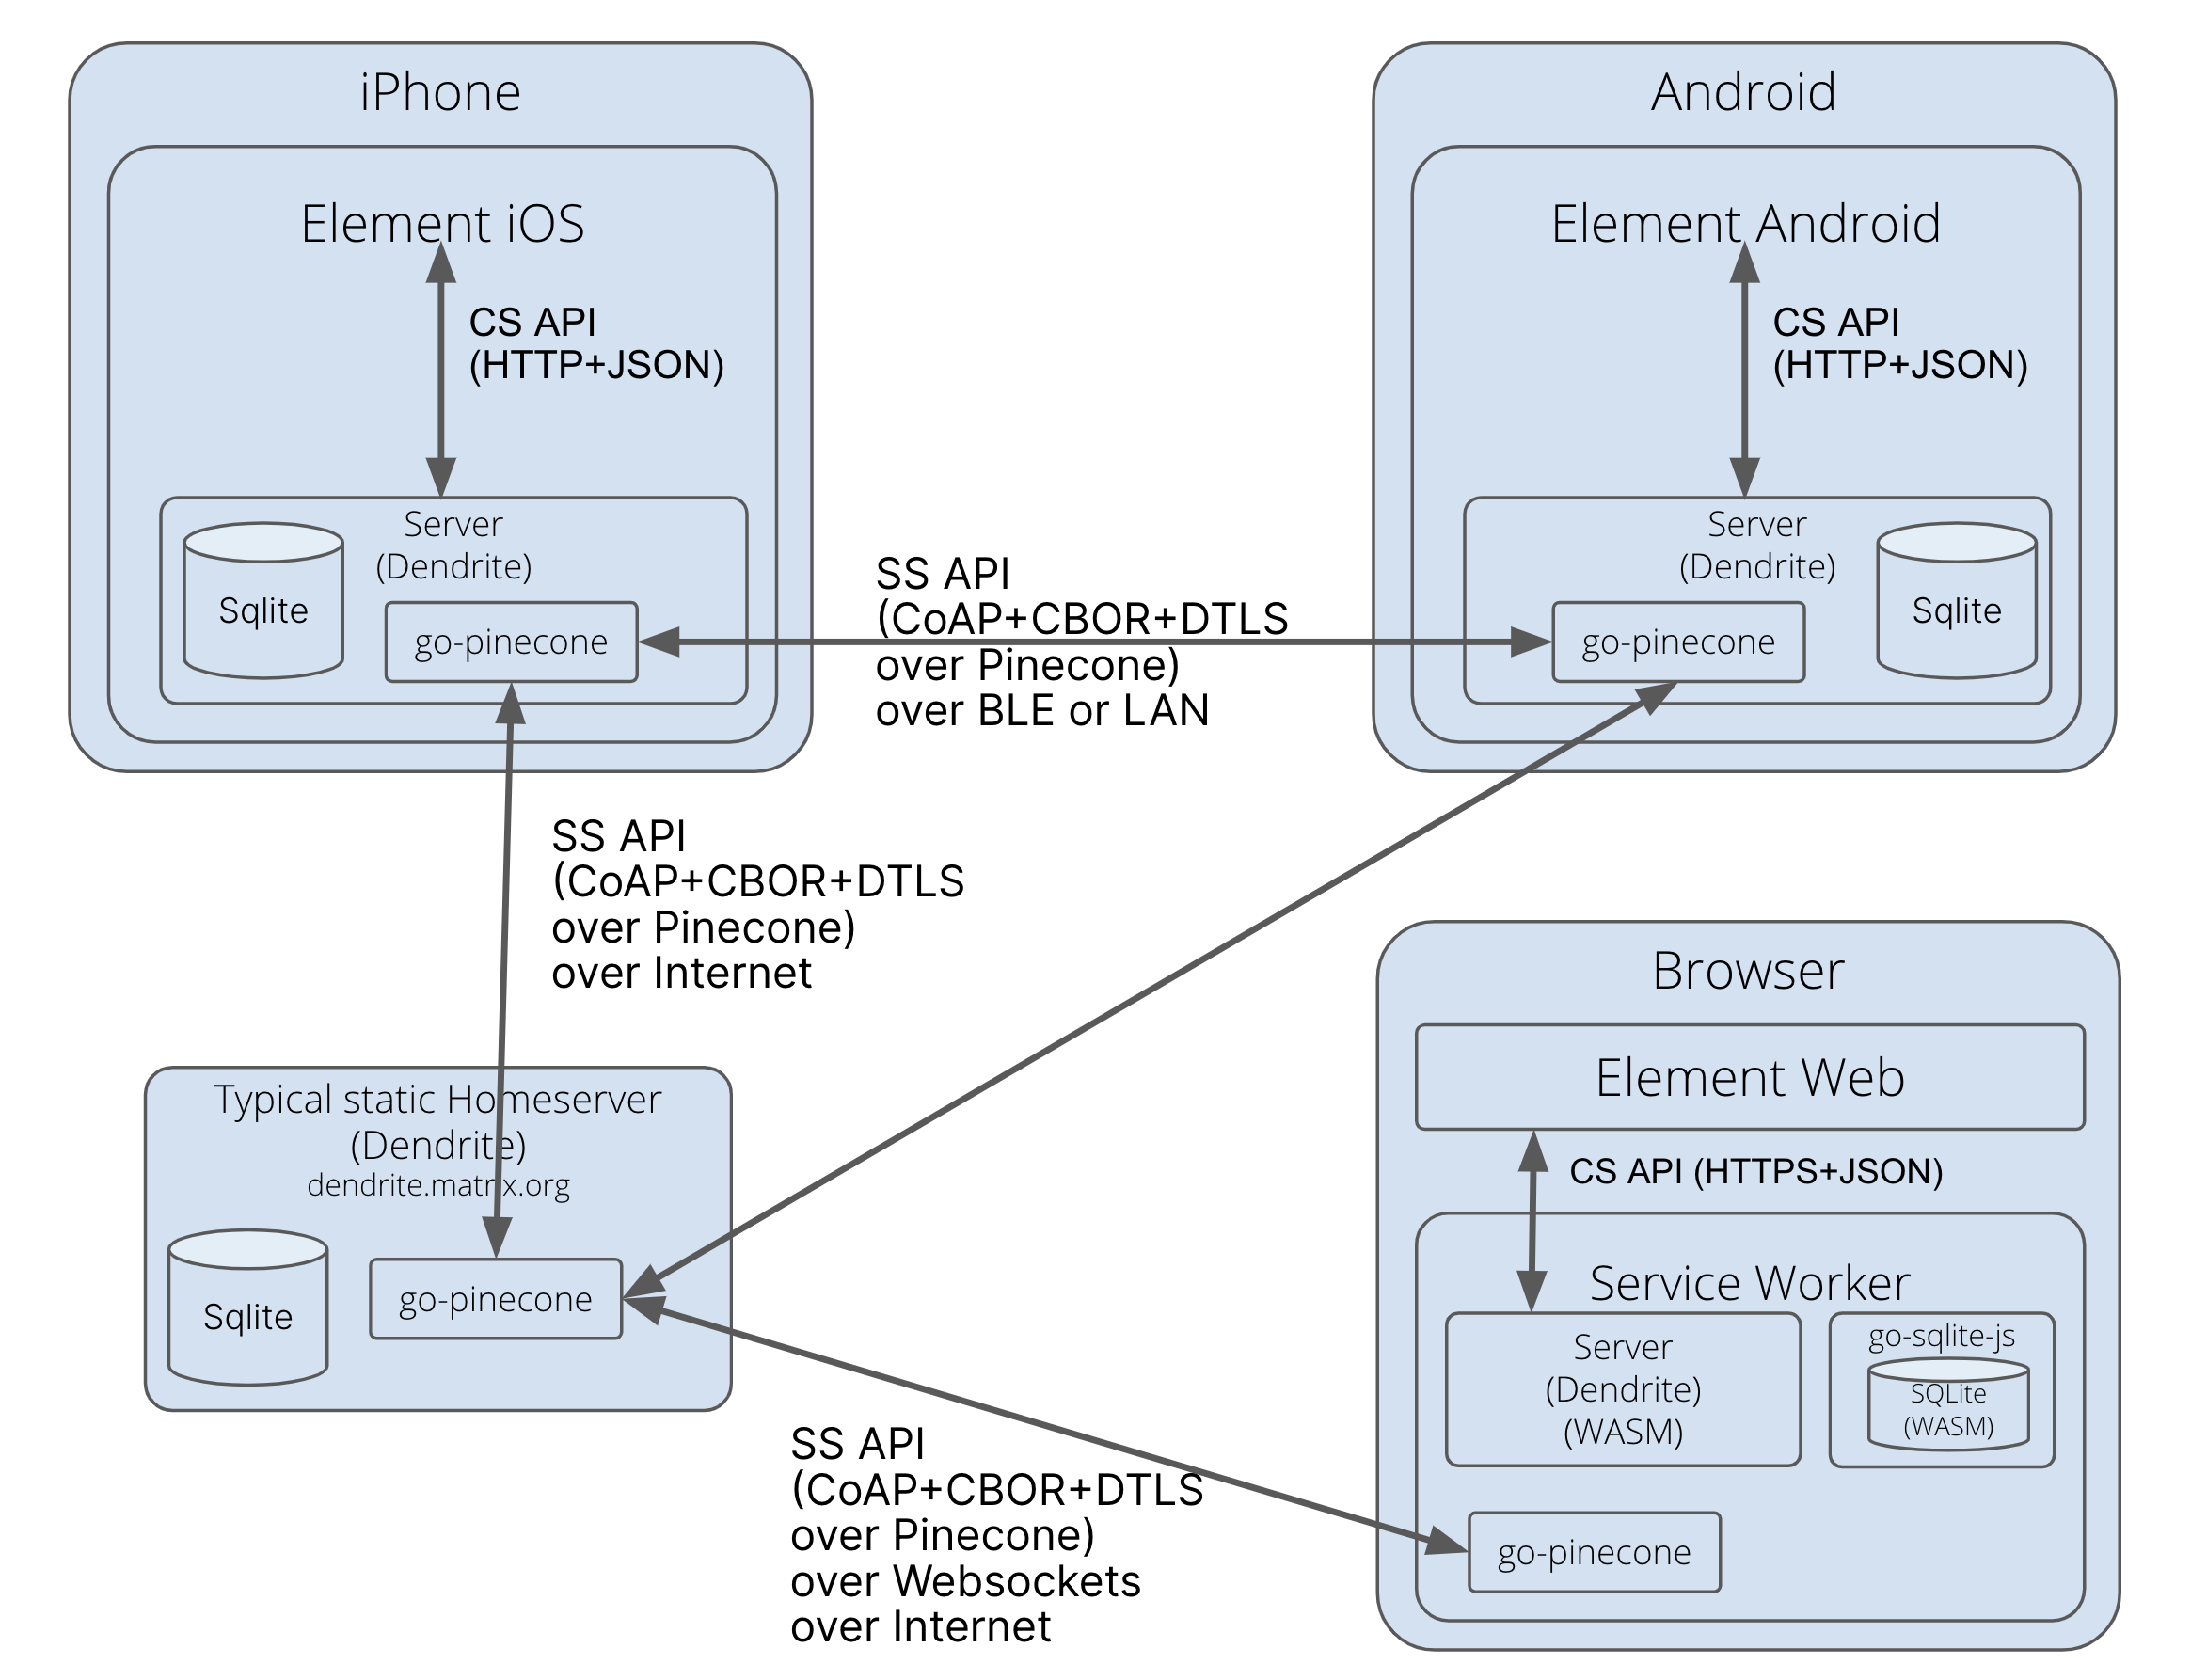 iPhone
Element iOS
CS API
(HTTP+JSON)
Server
(Dendrite)
Sqlite
go-pinecone
Android
Element Android
CS API
(HTTP+JSON)
Server
(Dendrite)
Sqlite
go-pinecone
SS API
(CoAP+CBOR+DTLS
over Pinecone)
over BLE or LAN
SS API
(CoAP+CBOR+DTLS
over Pinecone)
over Internet
Typical static Homeserver
(Dendrite)
dendrite.matrix.org
Sqlite
go-pinecone
SS API
(CoAP+CBOR+DTLS
over Pinecone)
over Websockets
over Internet
Browser
Element Web
CS API (HTTPS+JSON)
Service Worker
Server
(Dendrite)
(WASM)
go-sqlite-js
SQLite
(WASM)
go-pinecone